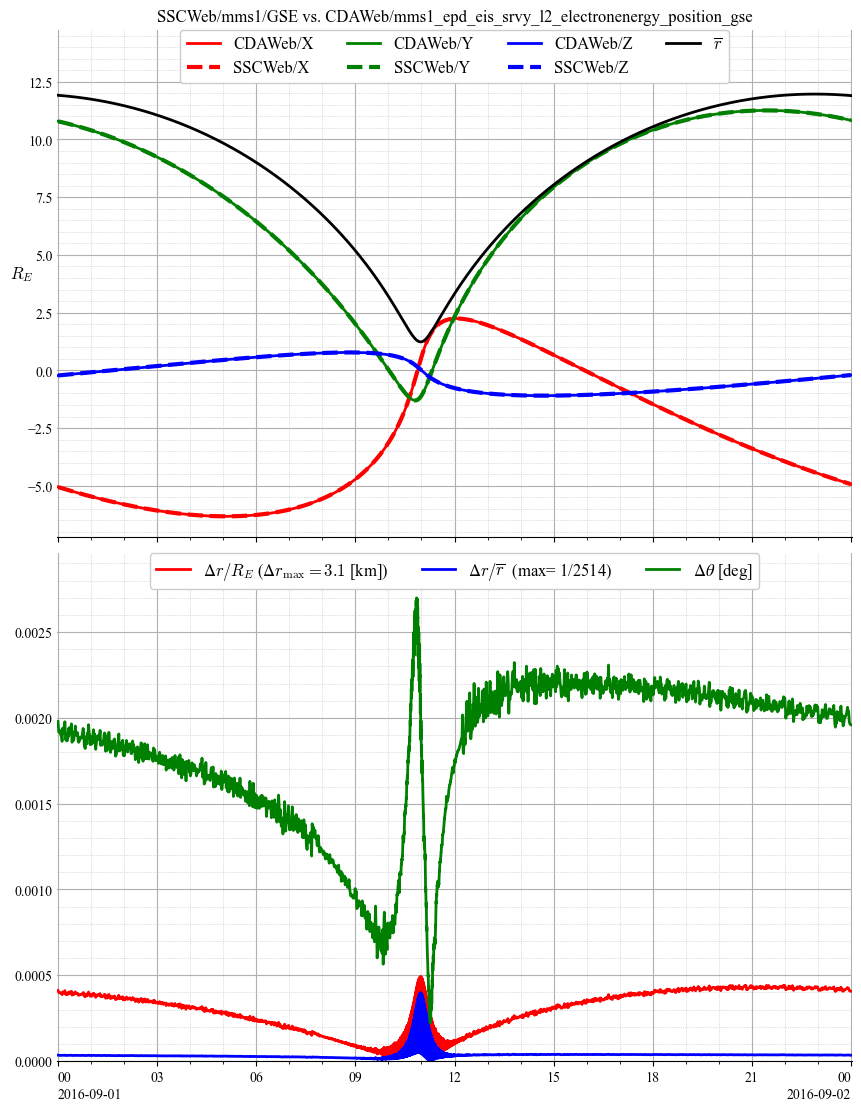 SSCWeb/mms1/GSE vs. CDAWeb/mms1_epd_eis_srvy_l2_electronenergy_position_gse
CDAWeb/X CDAWeb/Y CDAWeb/Z r̅
SSCWeb/X SSCWeb/Y SSCWeb/Z
12.5
10.0
7.5
5.0
R_E
2.5
0.0
−2.5
−5.0
Δr/R_E (Δr_max = 3.1 [km]) Δr/r̅ (max= 1/2514) Δθ [deg]
0.0025
0.0020
0.0015
0.0010
0.0005
0.0000
00 03 06 09 12 15 18 21 00
2016-09-01 2016-09-02